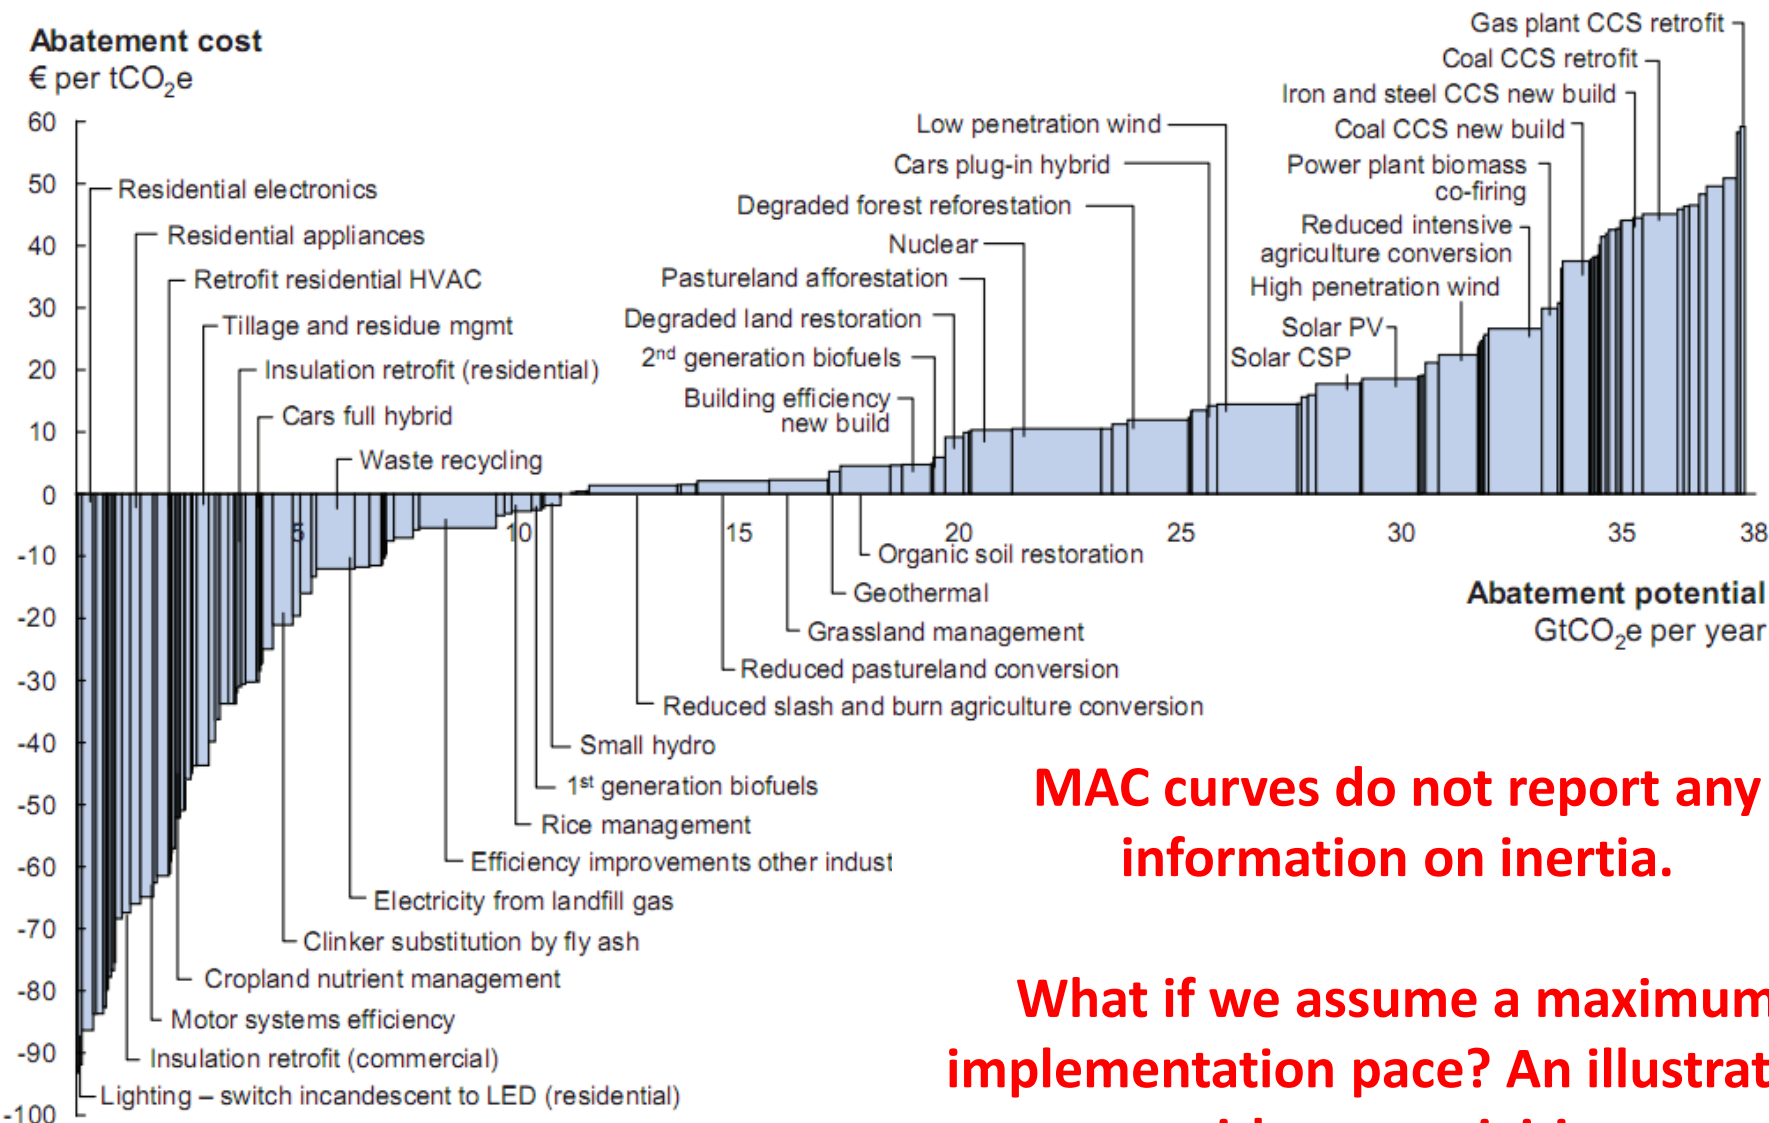 Abatement cost
€ per tCO₂e
60
50
40
30
20
10
0
-10
-20
-30
-40
-50
-60
-70
-80
-90
-100
5
10
15
20
25
30
35
38
Abatement potential
GtCO₂e per year
Residential electronics
Residential appliances
Retrofit residential HVAC
Tillage and residue mgmt
Insulation retrofit (residential)
Cars full hybrid
Waste recycling
Lighting – switch incandescent to LED (residential)
Insulation retrofit (commercial)
Motor systems efficiency
Cropland nutrient management
Clinker substitution by fly ash
Electricity from landfill gas
Efficiency improvements other indust
Rice management
1st generation biofuels
Small hydro
Reduced slash and burn agriculture conversion
Reduced pastureland conversion
Grassland management
Geothermal
Organic soil restoration
Building efficiency
new build
2nd generation biofuels
Degraded land restoration
Pastureland afforestation
Nuclear
Degraded forest reforestation
Cars plug-in hybrid
Low penetration wind
Solar CSP
Solar PV
High penetration wind
Reduced intensive
agriculture conversion
Power plant biomass
co-firing
Coal CCS new build
Iron and steel CCS new build
Coal CCS retrofit
Gas plant CCS retrofit
MAC curves do not report any
information on inertia.
What if we assume a maximum
implementation pace? An illustrat